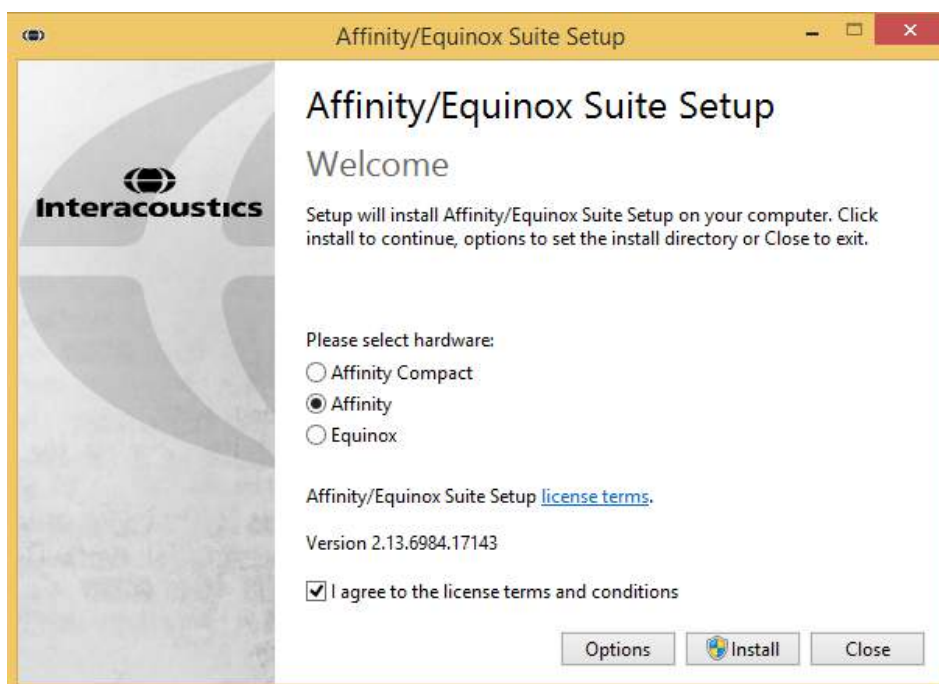 Affinity/Equinox Suite Setup
Interacoustics
Affinity/Equinox Suite Setup
Welcome
Setup will install Affinity/Equinox Suite Setup on your computer. Click
install to continue, options to set the install directory or Close to exit.
Please select hardware:
Affinity Compact
Affinity
Equinox
Affinity/Equinox Suite Setup license terms.
Version 2.13.6984.17143
I agree to the license terms and conditions
Options Install Close